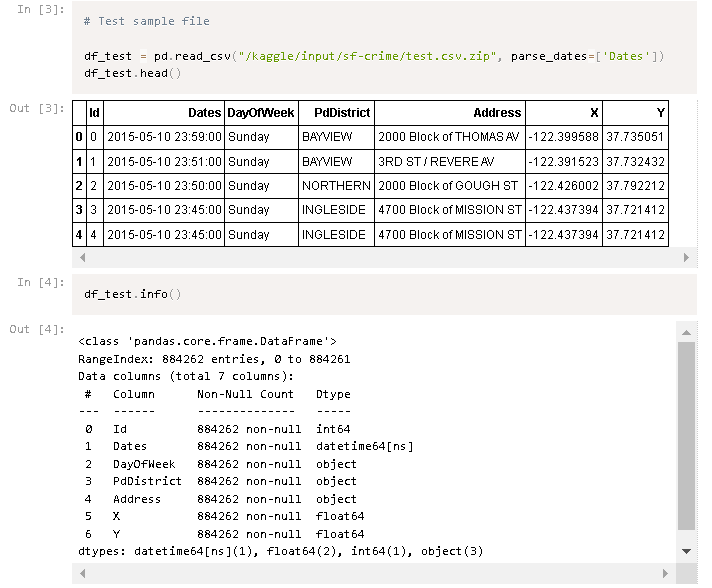 In [3]:
# Test sample file
df_test = pd.read_csv("/kaggle/input/sf-crime/test.csv.zip", parse_dates=['Dates'])
df_test.head()
Out [3]:
Id Dates DayOfWeek PdDistrict Address X Y
0 0 2015-05-10 23:59:00 Sunday BAYVIEW 2000 Block of THOMAS AV -122.399588 37.735051
1 1 2015-05-10 23:51:00 Sunday BAYVIEW 3RD ST / REVERE AV -122.391523 37.732432
2 2 2015-05-10 23:50:00 Sunday NORTHERN 2000 Block of GOUGH ST -122.426002 37.792212
3 3 2015-05-10 23:45:00 Sunday INGLESIDE 4700 Block of MISSION ST -122.437394 37.721412
4 4 2015-05-10 23:45:00 Sunday INGLESIDE 4700 Block of MISSION ST -122.437394 37.721412
In [4]:
df_test.info()
Out [4]:
<class 'pandas.core.frame.DataFrame'>
RangeIndex: 884262 entries, 0 to 884261
Data columns (total 7 columns):
# Column Non-Null Count Dtype
--- ------ -------------- -----
0 Id 884262 non-null int64
1 Dates 884262 non-null datetime64[ns]
2 DayOfWeek 884262 non-null object
3 PdDistrict 884262 non-null object
4 Address 884262 non-null object
5 X 884262 non-null float64
6 Y 884262 non-null float64
dtypes: datetime64[ns](1), float64(2), int64(1), object(3)